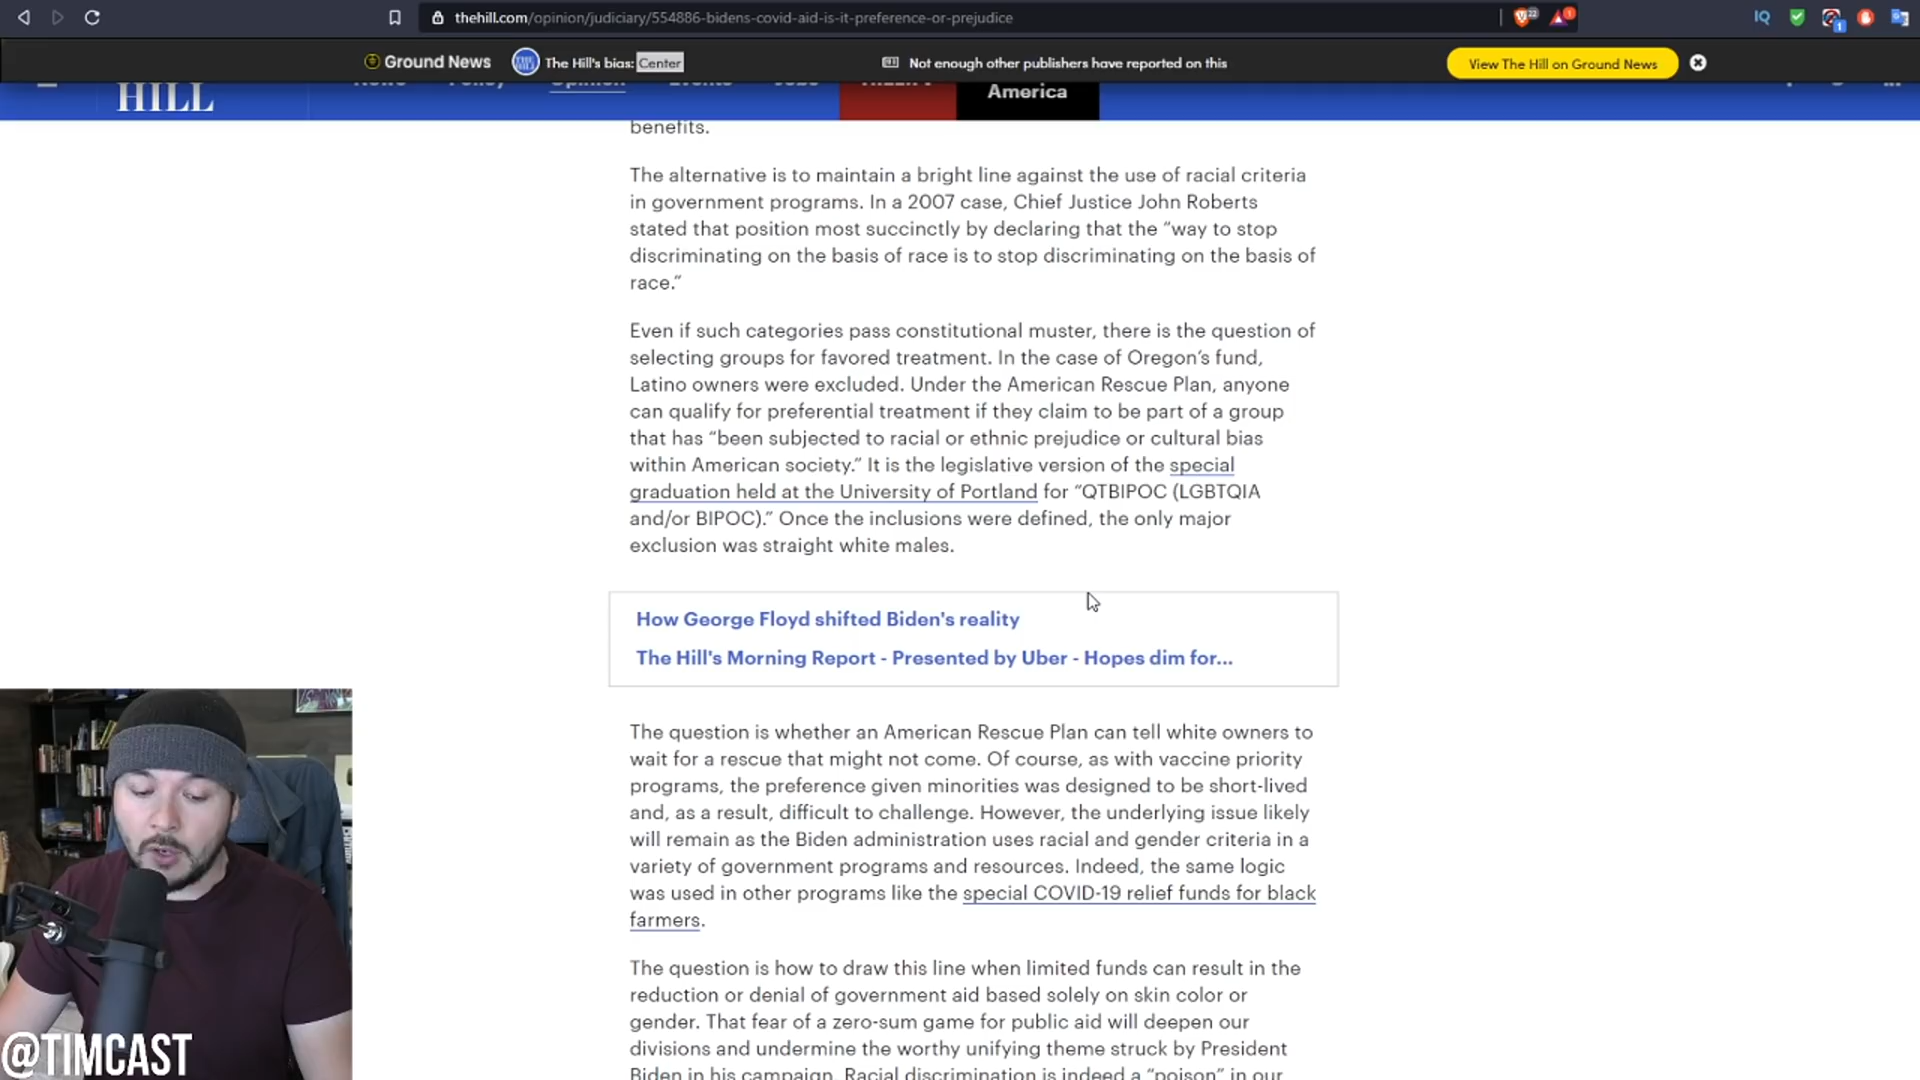 thehill.com/opinion/judiciary/554886-bidens-covid-aid-is-it-preference-or-prejudice
IQ
22
1
1
Ground News
The Hill's bias: Center
Not enough other publishers have reported on this
View The Hill on Ground News
HILL
Opinion
America
benefits.
The alternative is to maintain a bright line against the use of racial criteria
in government programs. In a 2007 case, Chief Justice John Roberts
stated that position most succinctly by declaring that the “way to stop
discriminating on the basis of race is to stop discriminating on the basis of
race.”
Even if such categories pass constitutional muster, there is the question of
selecting groups for favored treatment. In the case of Oregon’s fund,
Latino owners were excluded. Under the American Rescue Plan, anyone
can qualify for preferential treatment if they claim to be part of a group
that has “been subjected to racial or ethnic prejudice or cultural bias
within American society.” It is the legislative version of the special
graduation held at the University of Portland for “QTBIPOC (LGBTQIA
and/or BIPOC).” Once the inclusions were defined, the only major
exclusion was straight white males.
How George Floyd shifted Biden's reality
The Hill's Morning Report - Presented by Uber - Hopes dim for...
The question is whether an American Rescue Plan can tell white owners to
wait for a rescue that might not come. Of course, as with vaccine priority
programs, the preference given minorities was designed to be short-lived
and, as a result, difficult to challenge. However, the underlying issue likely
will remain as the Biden administration uses racial and gender criteria in a
variety of government programs and resources. Indeed, the same logic
was used in other programs like the special COVID-19 relief funds for black
farmers.
The question is how to draw this line when limited funds can result in the
reduction or denial of government aid based solely on skin color or
gender. That fear of a zero-sum game for public aid will deepen our
divisions and undermine the worthy unifying theme struck by President
Biden in his campaign. Racial discrimination is indeed a “poison” in our
@TIMCAST